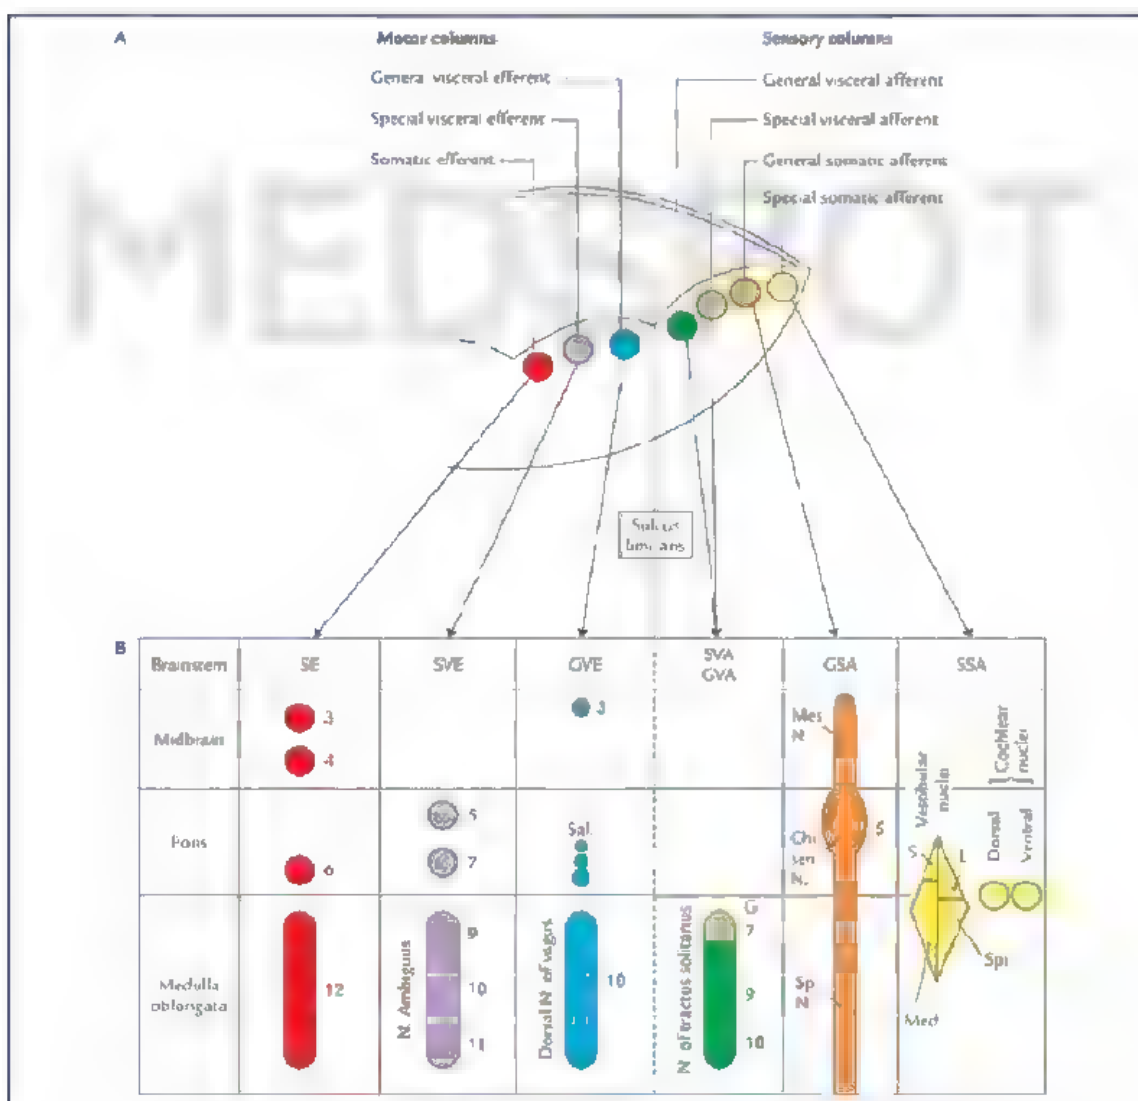 A
Motor columns
Sensory columns
General visceral efferent
General visceral afferent
Special visceral efferent
Special visceral afferent
Somatic efferent
General somatic afferent
Special somatic afferent
MEDSPOT
Sulcus
limitans
B
Brainstem
SE
SVE
GVE
SVA
GVA
GSA
SSA
Midbrain
3
4
3
Mes
N
Vestibular
nuclei
Cochlear
nuclei
Pons
6
5
7
Sal.
Chi
sen
N.
5
S
L
Dorsal
Ventral
Medulla
oblongata
12
N. Ambiguus
9
10
11
Dorsal N. of vagus
10
N. of tractus solitarius
G
7
9
10
Sp
N
Spi
Med